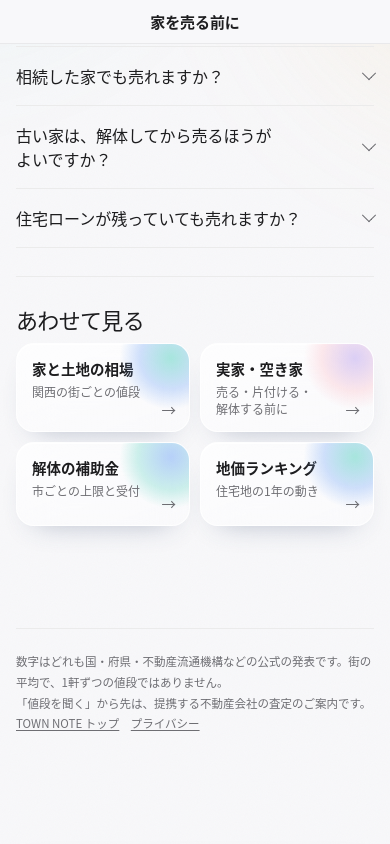 家を売る前に
相続した家でも売れますか？
古い家は、解体してから売るほうが
よいですか？
住宅ローンが残っていても売れますか？
あわせて見る
家と土地の相場
関西の街ごとの値段
→
実家・空き家
売る・片付ける・
解体する前に
→
解体の補助金
市ごとの上限と受付
→
地価ランキング
住宅地の1年の動き
→
数字はどれも国・府県・不動産流通機構などの公式の発表です。街の
平均で、1軒ずつの値段ではありません。
「値段を聞く」から先は、提携する不動産会社の査定のご案内です。
TOWN NOTE トップ　プライバシー